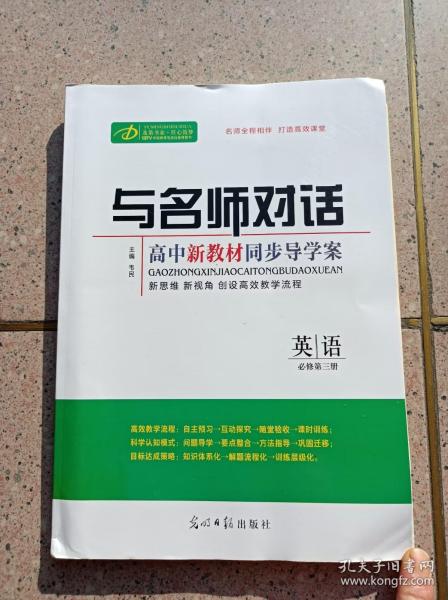 名师全程相伴 打造高效课堂
与名师对话
主编 韦民
高中新教材同步导学案
GAOZHONGXINJIAOCAITONGBUDAOXUEAN
新思维 新视角 创设高效教学流程
英语
必修第三册
高效教学流程：自主预习→互动探究→随堂验收→课时训练；
科学认知模式：问题导学→要点整合→方法指导→巩固迁移；
目标达成策略：知识体系化→解题流程化→训练层级化。
光明日报出版社
孔夫子旧书网
www.kongfz.com